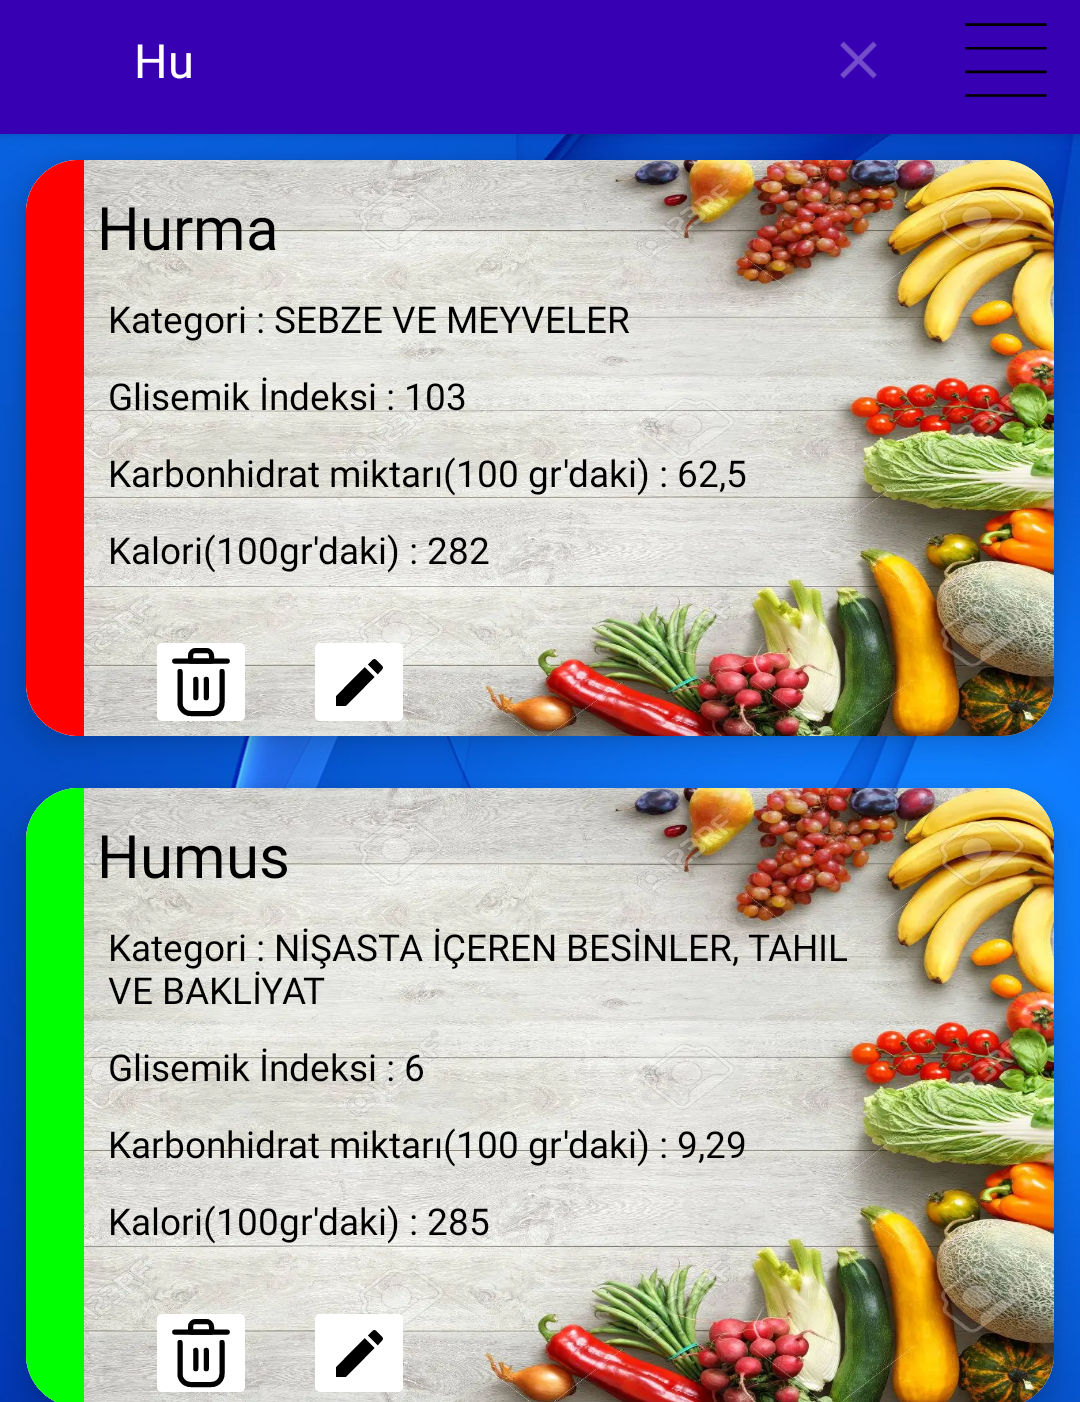 Hu
Hurma
Kategori : SEBZE VE MEYVELER
Glisemik İndeksi : 103
Karbonhidrat miktarı(100 gr'daki) : 62,5
Kalori(100gr'daki) : 282
Humus
Kategori : NİŞASTA İÇEREN BESİNLER, TAHIL
VE BAKLİYAT
Glisemik İndeksi : 6
Karbonhidrat miktarı(100 gr'daki) : 9,29
Kalori(100gr'daki) : 285